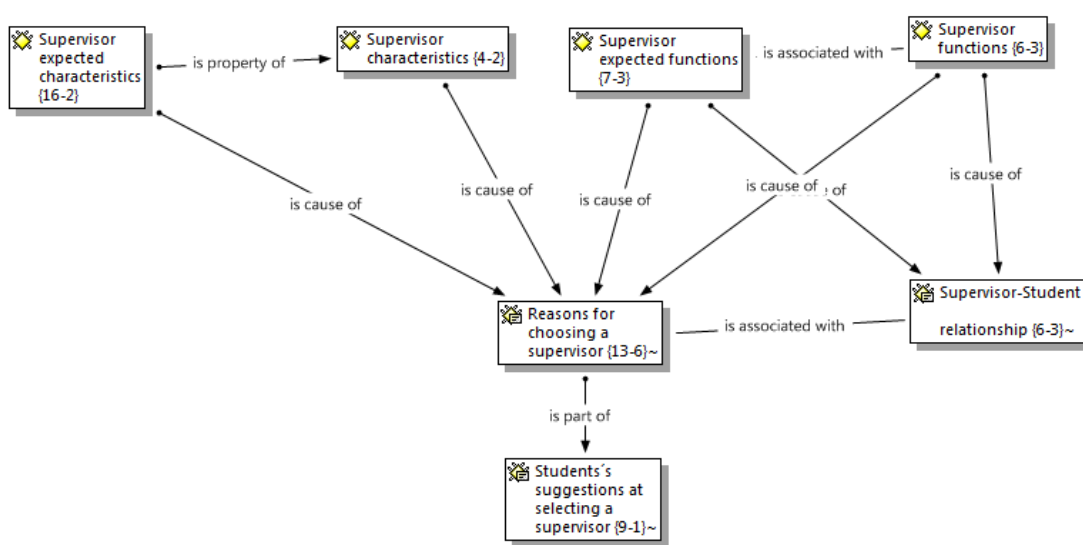 Supervisor
expected
characteristics
{16-2}
is property of
Supervisor
characteristics {4-2}
Supervisor
expected functions
{7-3}
is associated with
Supervisor
functions {6-3}
is cause of
is cause of
is cause of
is cause of
of
is cause of
Reasons for
choosing a
supervisor {13-6}~
is associated with
Supervisor-Student
relationship {6-3}~
is part of
Students´s
suggestions at
selecting a
supervisor {9-1}~